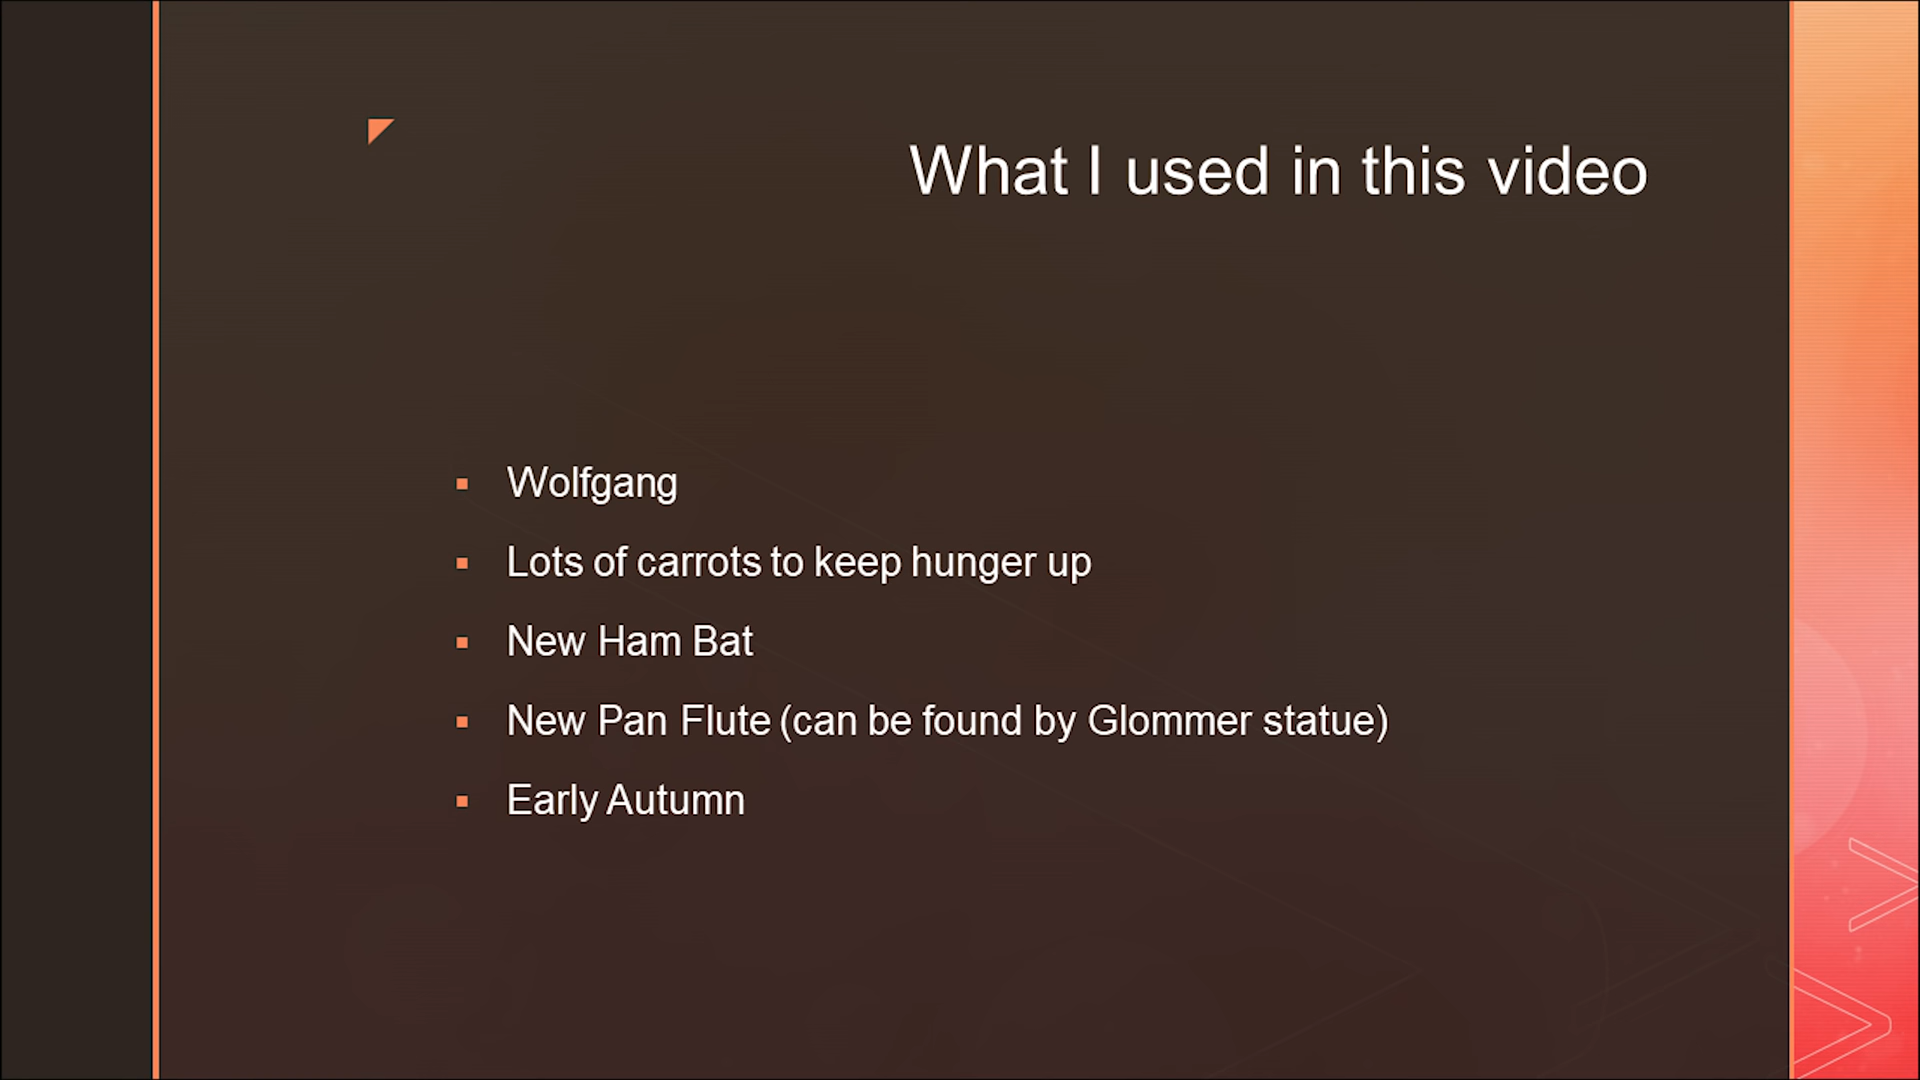 What I used in this video
Wolfgang
Lots of carrots to keep hunger up
New Ham Bat
New Pan Flute (can be found by Glommer statue)
Early Autumn